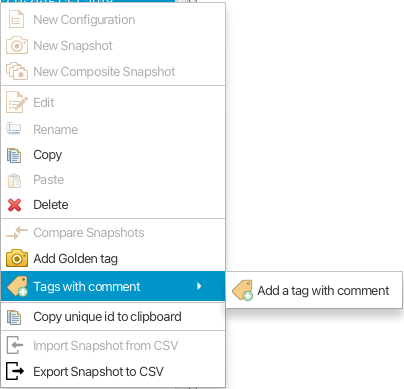 New Configuration
New Snapshot
New Composite Snapshot
Edit
Rename
Copy
Paste
Delete
Compare Snapshots
Add Golden tag
Tags with comment
Add a tag with comment
Copy unique id to clipboard
Import Snapshot from CSV
Export Snapshot to CSV